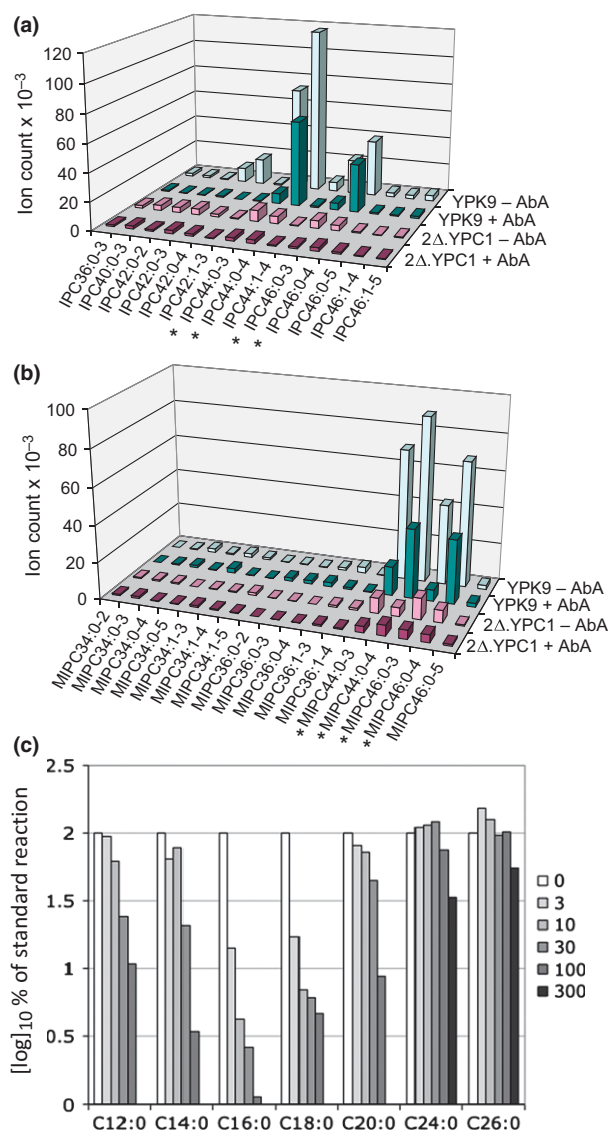 (a)
Ion count x 10⁻³
120
100
80
60
40
20
0
YPK9 – AbA
YPK9 + AbA
2Δ.YPC1 – AbA
2Δ.YPC1 + AbA
IPC36:0-3
IPC40:0-3
IPC42:0-2
IPC42:0-3
IPC42:0-4
IPC42:1-3
IPC44:0-3
IPC44:0-4
IPC44:1-4
IPC46:0-3
IPC46:0-4
IPC46:0-5
IPC46:1-4
IPC46:1-5
* * * *
(b)
Ion count x 10⁻³
100
80
60
40
20
0
YPK9 – AbA
YPK9 + AbA
2Δ.YPC1 – AbA
2Δ.YPC1 + AbA
MIPC34:0-2
MIPC34:0-3
MIPC34:0-4
MIPC34:0-5
MIPC34:1-3
MIPC34:1-4
MIPC34:1-5
MIPC36:0-2
MIPC36:0-3
MIPC36:0-4
MIPC36:1-3
MIPC36:1-4
* MIPC44:0-3
* MIPC44:0-4
* MIPC46:0-3
* MIPC46:0-4
MIPC46:0-5
(c)
[log]₁₀ % of standard reaction
2.5
2
1.5
1
0.5
0
C12:0 C14:0 C16:0 C18:0 C20:0 C24:0 C26:0
0
3
10
30
100
300